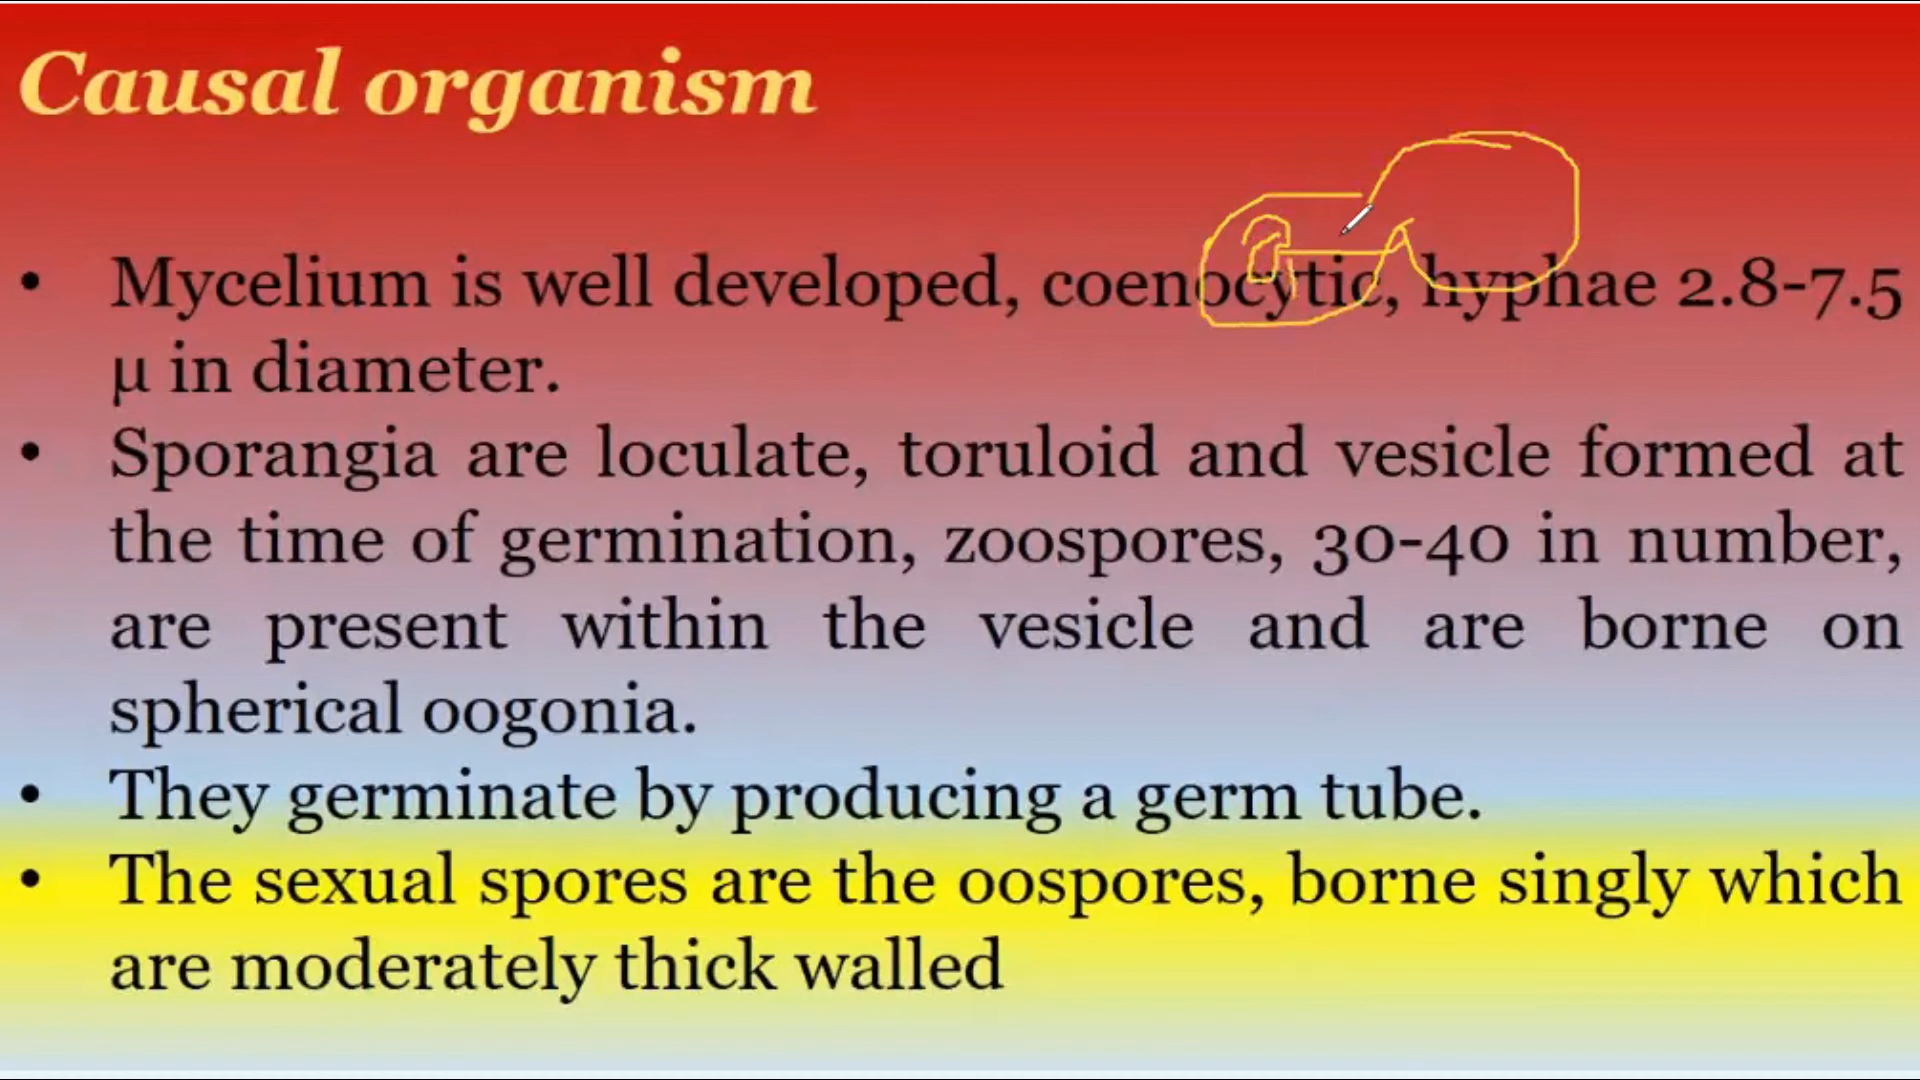 Causal organism
• Mycelium is well developed, coenocytic, hyphae 2.8-7.5
µ in diameter.
• Sporangia are loculate, toruloid and vesicle formed at
the time of germination, zoospores, 30-40 in number,
are present within the vesicle and are borne on
spherical oogonia.
• They germinate by producing a germ tube.
• The sexual spores are the oospores, borne singly which
are moderately thick walled